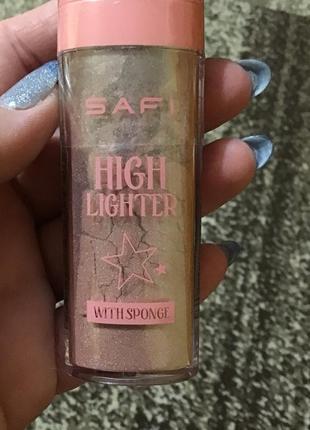 SAFI
HIGH
LIGHTER
WITH SPONGE